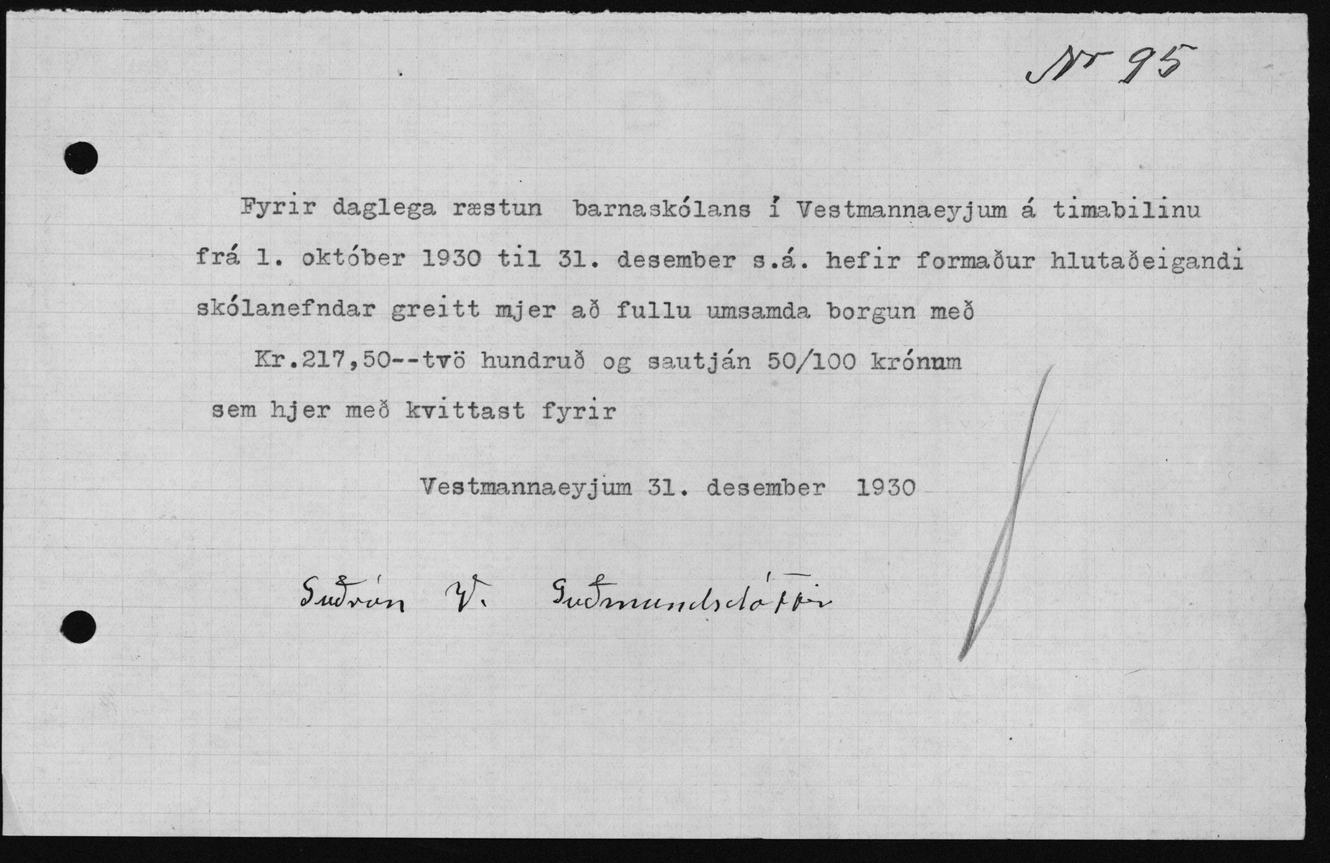 Nr 95
Fyrir daglega ræstun barnaskólans í Vestmannaeyjum á timabilinu
frá 1. október 1930 til 31. desember s.á. hefir formaður hlutaðeigandi
skólanefndar greitt mjer að fullu umsamda borgun með
Kr.217,50--tvö hundruð og sautján 50/100 krónum
sem hjer með kvittast fyrir
Vestmannaeyjum 31. desember 1930
Guðrún V. Guðmundsdóttir